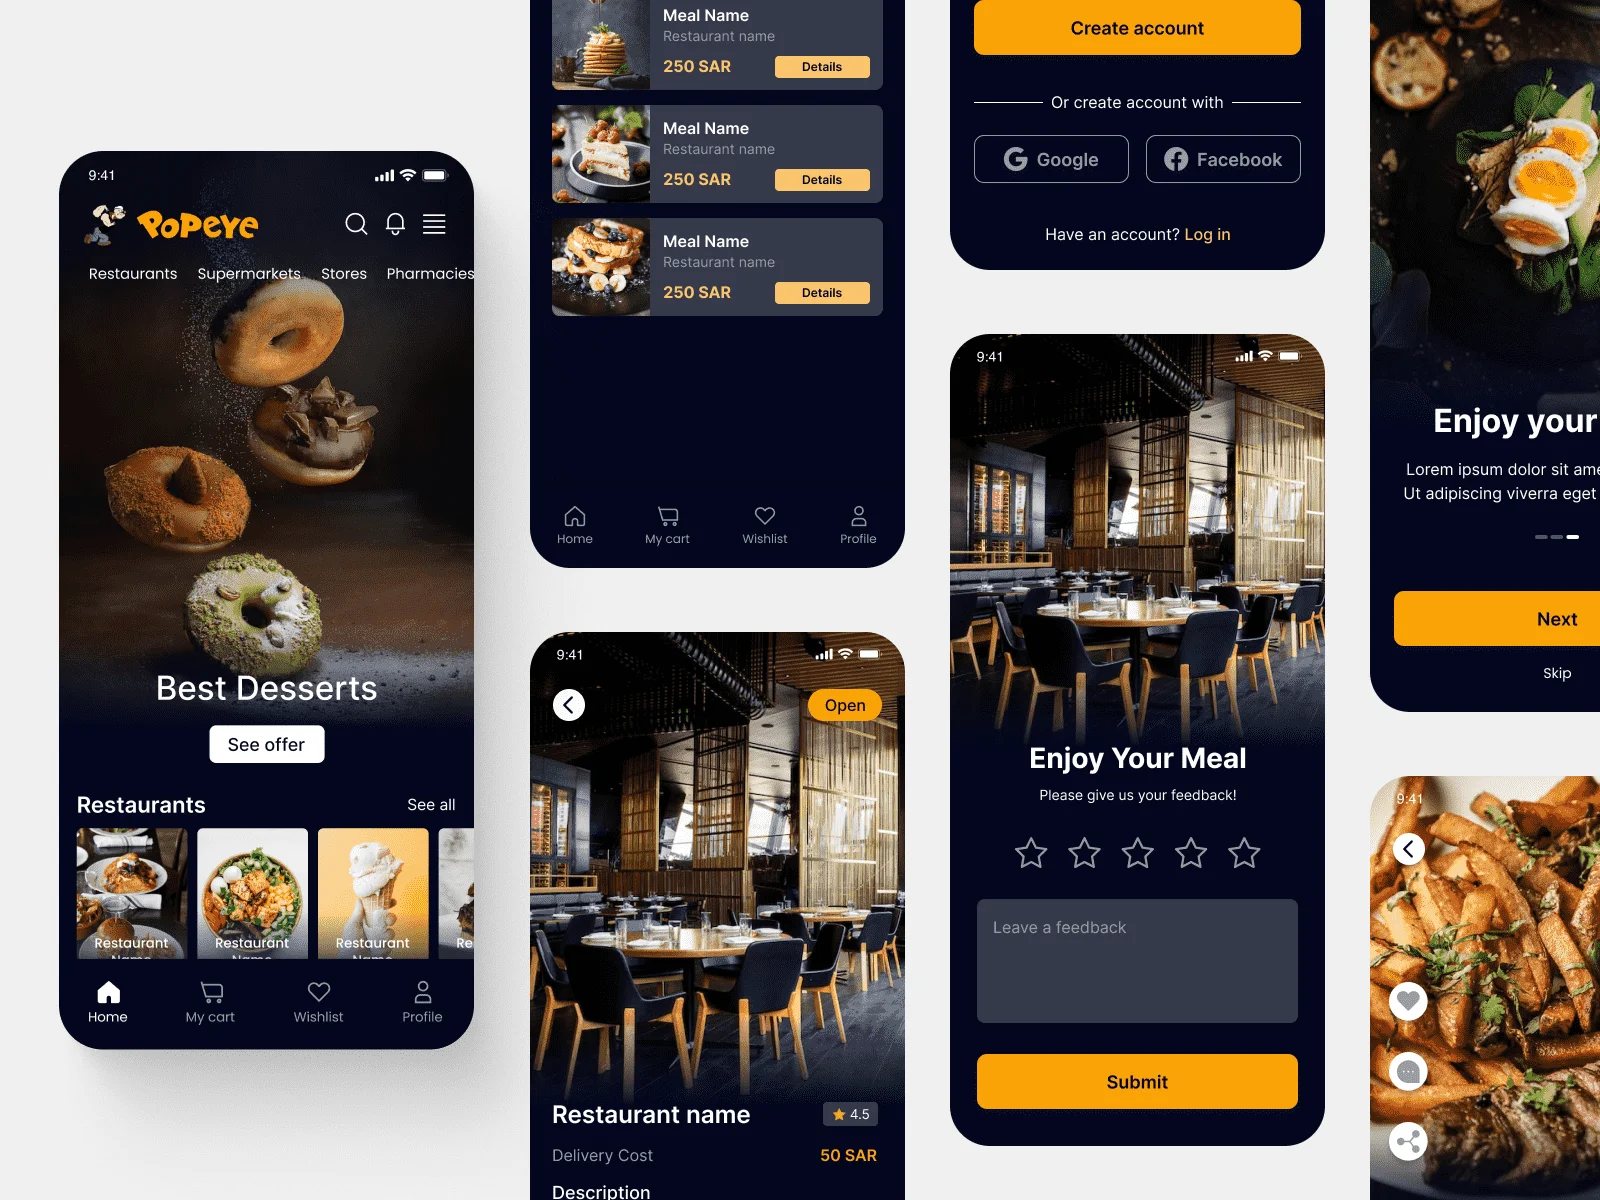 9:41
POPEYE
Restaurants Supermarkets Stores Pharmacies
Best Desserts
See offer
Restaurants See all
Restaurant
Name
Restaurant
Name
Restaurant
Name
Re
Home My cart Wishlist Profile
Meal Name
Restaurant name
250 SAR Details
Meal Name
Restaurant name
250 SAR Details
Meal Name
Restaurant name
250 SAR Details
Home My cart Wishlist Profile
9:41
Open
Restaurant name 4.5
Delivery Cost 50 SAR
Description
Create account
Or create account with
Google Facebook
Have an account? Log in
9:41
Enjoy Your Meal
Please give us your feedback!
Leave a feedback
Submit
Enjoy your
Lorem ipsum dolor sit ame
Ut adipiscing viverra eget
Next
Skip
9:41